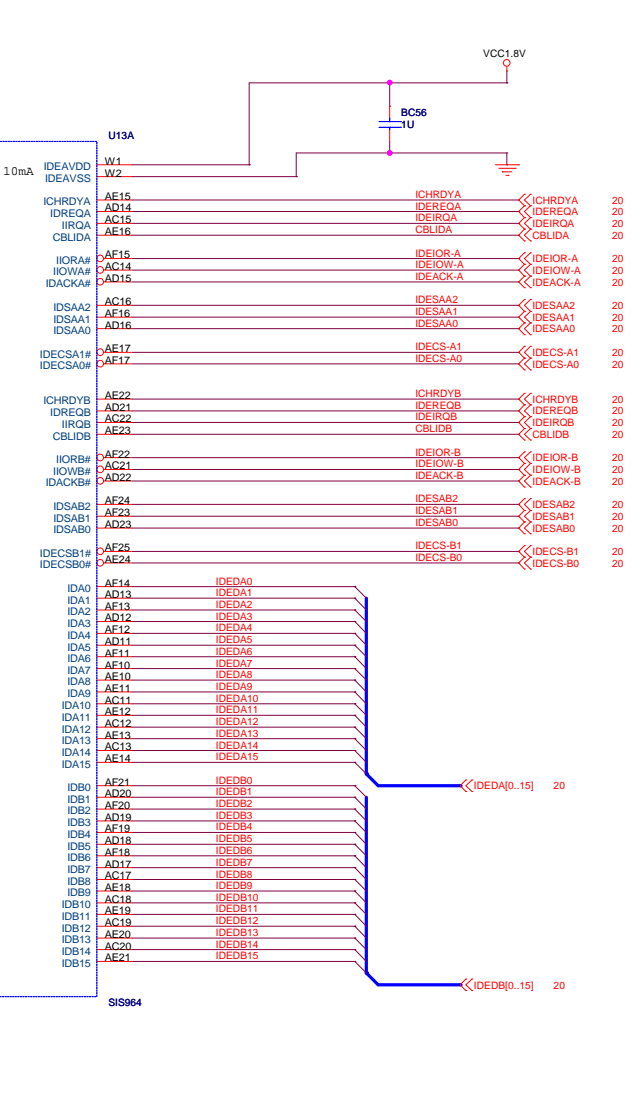 VCC1.8V
BC56
1U
U13A
10mA
IDEAVDD W1
IDEAVSS W2
ICHRDYA AE15 ICHRDYA ICHRDYA 20
IDREQA AD14 IDEREQA IDEREQA 20
IIRQA AC15 IDEIRQA IDEIRQA 20
CBLIDA AE16 CBLIDA CBLIDA 20
IIORA# AF15 IDEIOR-A IDEIOR-A 20
IIOWA# AC14 IDEIOW-A IDEIOW-A 20
IDACKA# AD15 IDEACK-A IDEACK-A 20
IDSAA2 AC16 IDESAA2 IDESAA2 20
IDSAA1 AF16 IDESAA1 IDESAA1 20
IDSAA0 AD16 IDESAA0 IDESAA0 20
IDECSA1# AE17 IDECS-A1 IDECS-A1 20
IDECSA0# AF17 IDECS-A0 IDECS-A0 20
ICHRDYB AE22 ICHRDYB ICHRDYB 20
IDREQB AD21 IDEREQB IDEREQB 20
IIRQB AC22 IDEIRQB IDEIRQB 20
CBLIDB AE23 CBLIDB CBLIDB 20
IIORB# AF22 IDEIOR-B IDEIOR-B 20
IIOWB# AC21 IDEIOW-B IDEIOW-B 20
IDACKB# AD22 IDEACK-B IDEACK-B 20
IDSAB2 AF24 IDESAB2 IDESAB2 20
IDSAB1 AF23 IDESAB1 IDESAB1 20
IDSAB0 AD23 IDESAB0 IDESAB0 20
IDECSB1# AF25 IDECS-B1 IDECS-B1 20
IDECSB0# AE24 IDECS-B0 IDECS-B0 20
IDA0 AF14 IDEDA0
IDA1 AD13 IDEDA1
IDA2 AF13 IDEDA2
IDA3 AD12 IDEDA3
IDA4 AF12 IDEDA4
IDA5 AD11 IDEDA5
IDA6 AF11 IDEDA6
IDA7 AF10 IDEDA7
IDA8 AE10 IDEDA8
IDA9 AE11 IDEDA9
IDA10 AC11 IDEDA10
IDA11 AE12 IDEDA11
IDA12 AC12 IDEDA12
IDA13 AE13 IDEDA13
IDA14 AC13 IDEDA14
IDA15 AE14 IDEDA15
IDEDA[0..15] 20
IDB0 AF21 IDEDB0
IDB1 AD20 IDEDB1
IDB2 AF20 IDEDB2
IDB3 AD19 IDEDB3
IDB4 AF19 IDEDB4
IDB5 AD18 IDEDB5
IDB6 AF18 IDEDB6
IDB7 AD17 IDEDB7
IDB8 AC17 IDEDB8
IDB9 AE18 IDEDB9
IDB10 AC18 IDEDB10
IDB11 AE19 IDEDB11
IDB12 AC19 IDEDB12
IDB13 AE20 IDEDB13
IDB14 AC20 IDEDB14
IDB15 AE21 IDEDB15
IDEDB[0..15] 20
SIS964